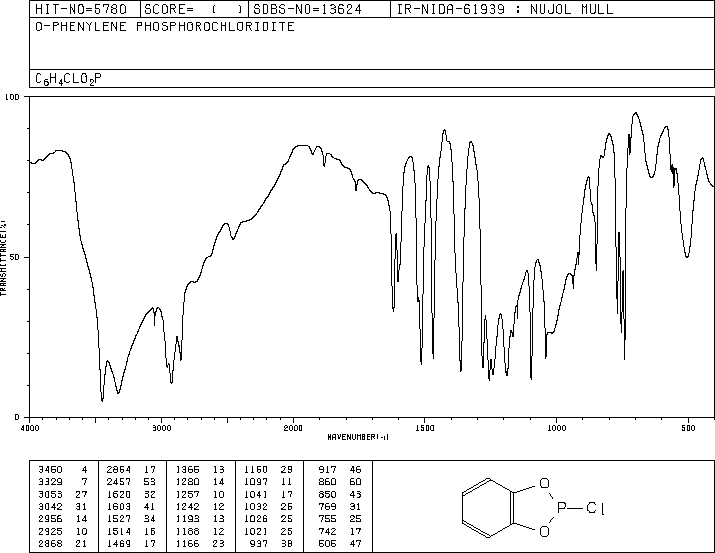 HIT-NO=5780 SCORE= ( ) SDBS-NO=13624 IR-NIDA-61939 : NUJOL MULL
O-PHENYLENE PHOSPHOROCHLORIDITE
C6H4CLO2P
100
50
0
TRANSMITTANCE(%)
4000 3000 2000 1500 1000 500
WAVENUMBER(-1)
3460 4 2864 17 1366 13 1160 29 917 46
3329 7 2457 53 1280 14 1097 11 860 60
3053 27 1620 32 1257 10 1041 17 850 43
3042 31 1603 41 1242 12 1032 26 769 31
2956 14 1527 34 1193 13 1026 25 755 25
2925 10 1514 16 1188 12 1021 25 742 17
2868 21 1469 17 1166 23 937 38 505 47
O
P—Cl
O